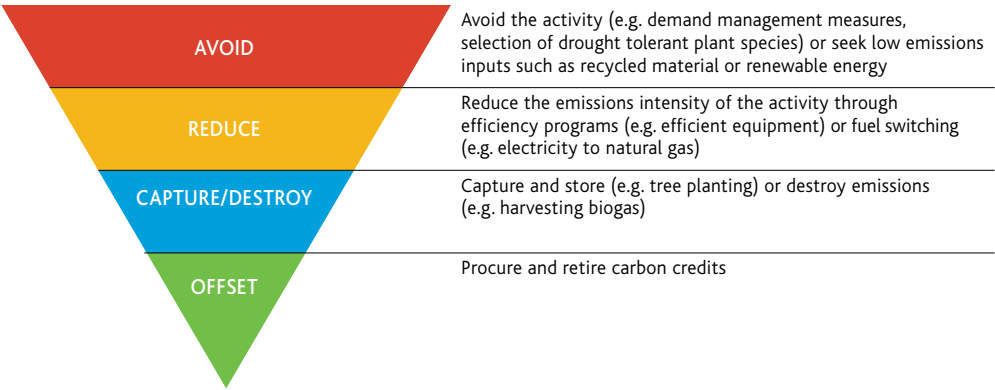 AVOID
Avoid the activity (e.g. demand management measures,
selection of drought tolerant plant species) or seek low emissions
inputs such as recycled material or renewable energy
REDUCE
Reduce the emissions intensity of the activity through
efficiency programs (e.g. efficient equipment) or fuel switching
(e.g. electricity to natural gas)
CAPTURE/DESTROY
Capture and store (e.g. tree planting) or destroy emissions
(e.g. harvesting biogas)
OFFSET
Procure and retire carbon credits